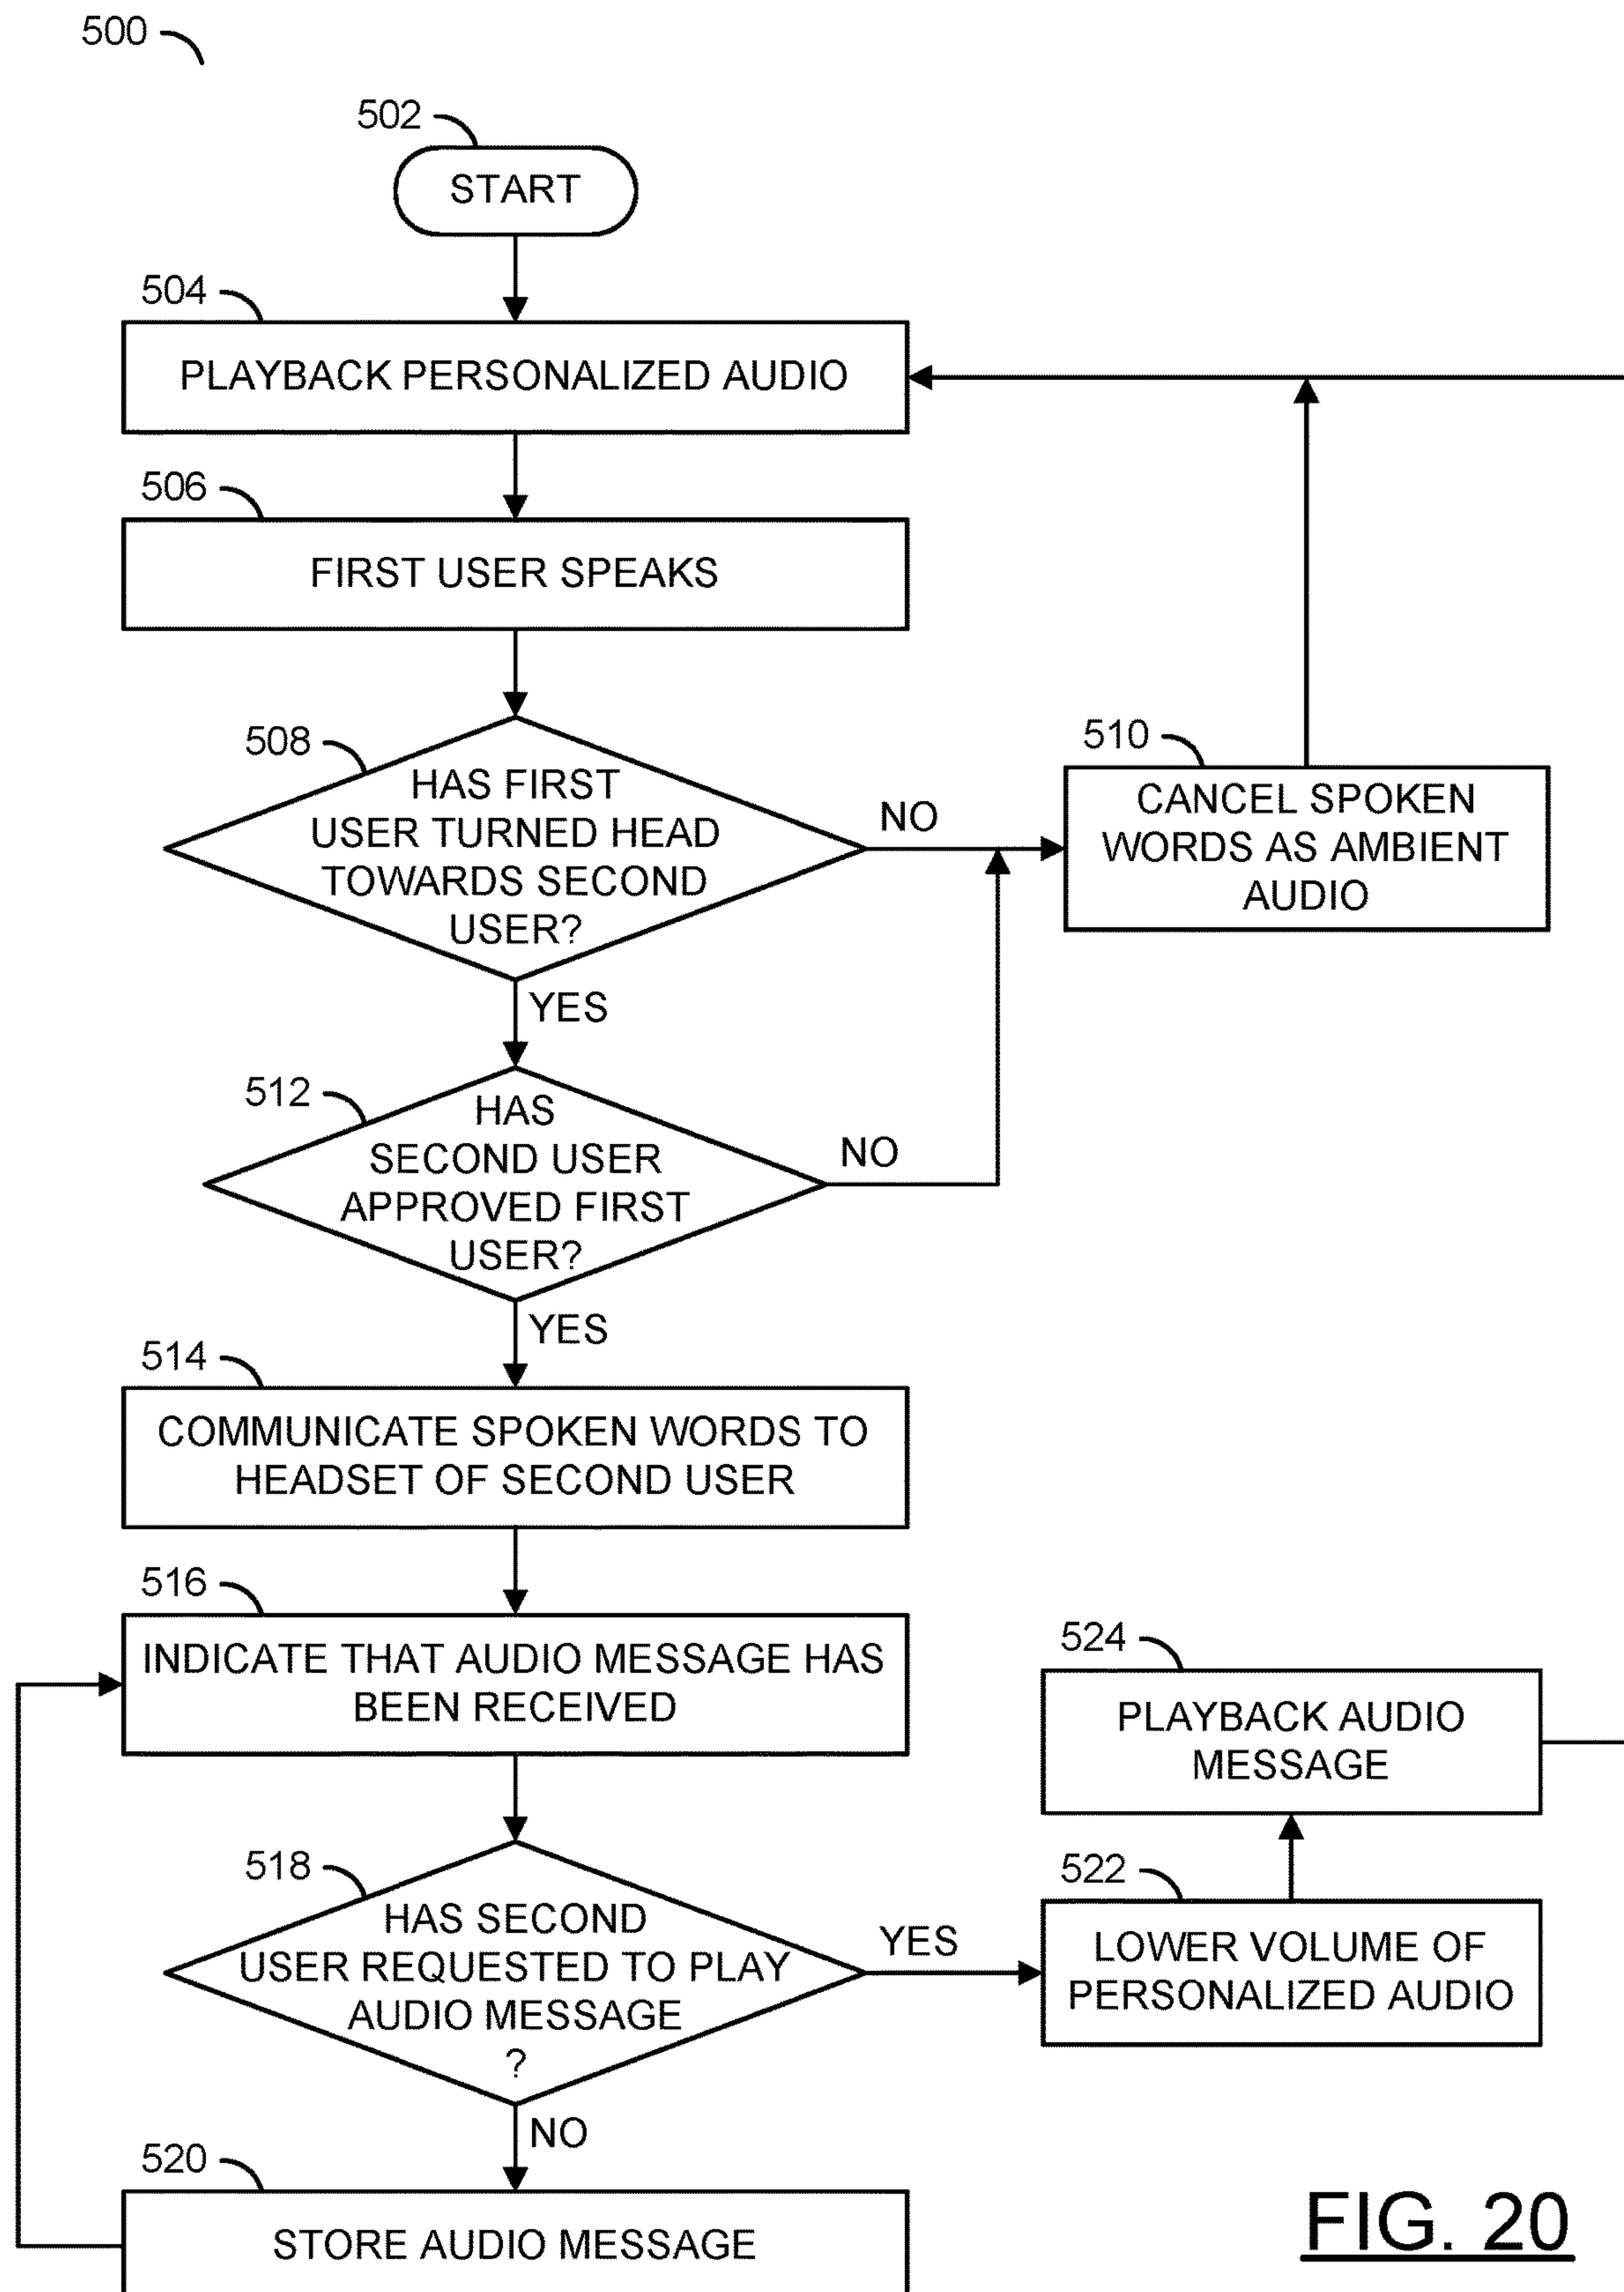 500
502
START
504
PLAYBACK PERSONALIZED AUDIO
506
FIRST USER SPEAKS
508
HAS FIRST
USER TURNED HEAD
TOWARDS SECOND
USER?
NO
510
CANCEL SPOKEN
WORDS AS AMBIENT
AUDIO
YES
512
HAS
SECOND USER
APPROVED FIRST
USER?
NO
YES
514
COMMUNICATE SPOKEN WORDS TO
HEADSET OF SECOND USER
516
INDICATE THAT AUDIO MESSAGE HAS
BEEN RECEIVED
518
HAS SECOND
USER REQUESTED TO PLAY
AUDIO MESSAGE
?
YES
524
PLAYBACK AUDIO
MESSAGE
522
LOWER VOLUME OF
PERSONALIZED AUDIO
NO
520
STORE AUDIO MESSAGE
FIG. 20